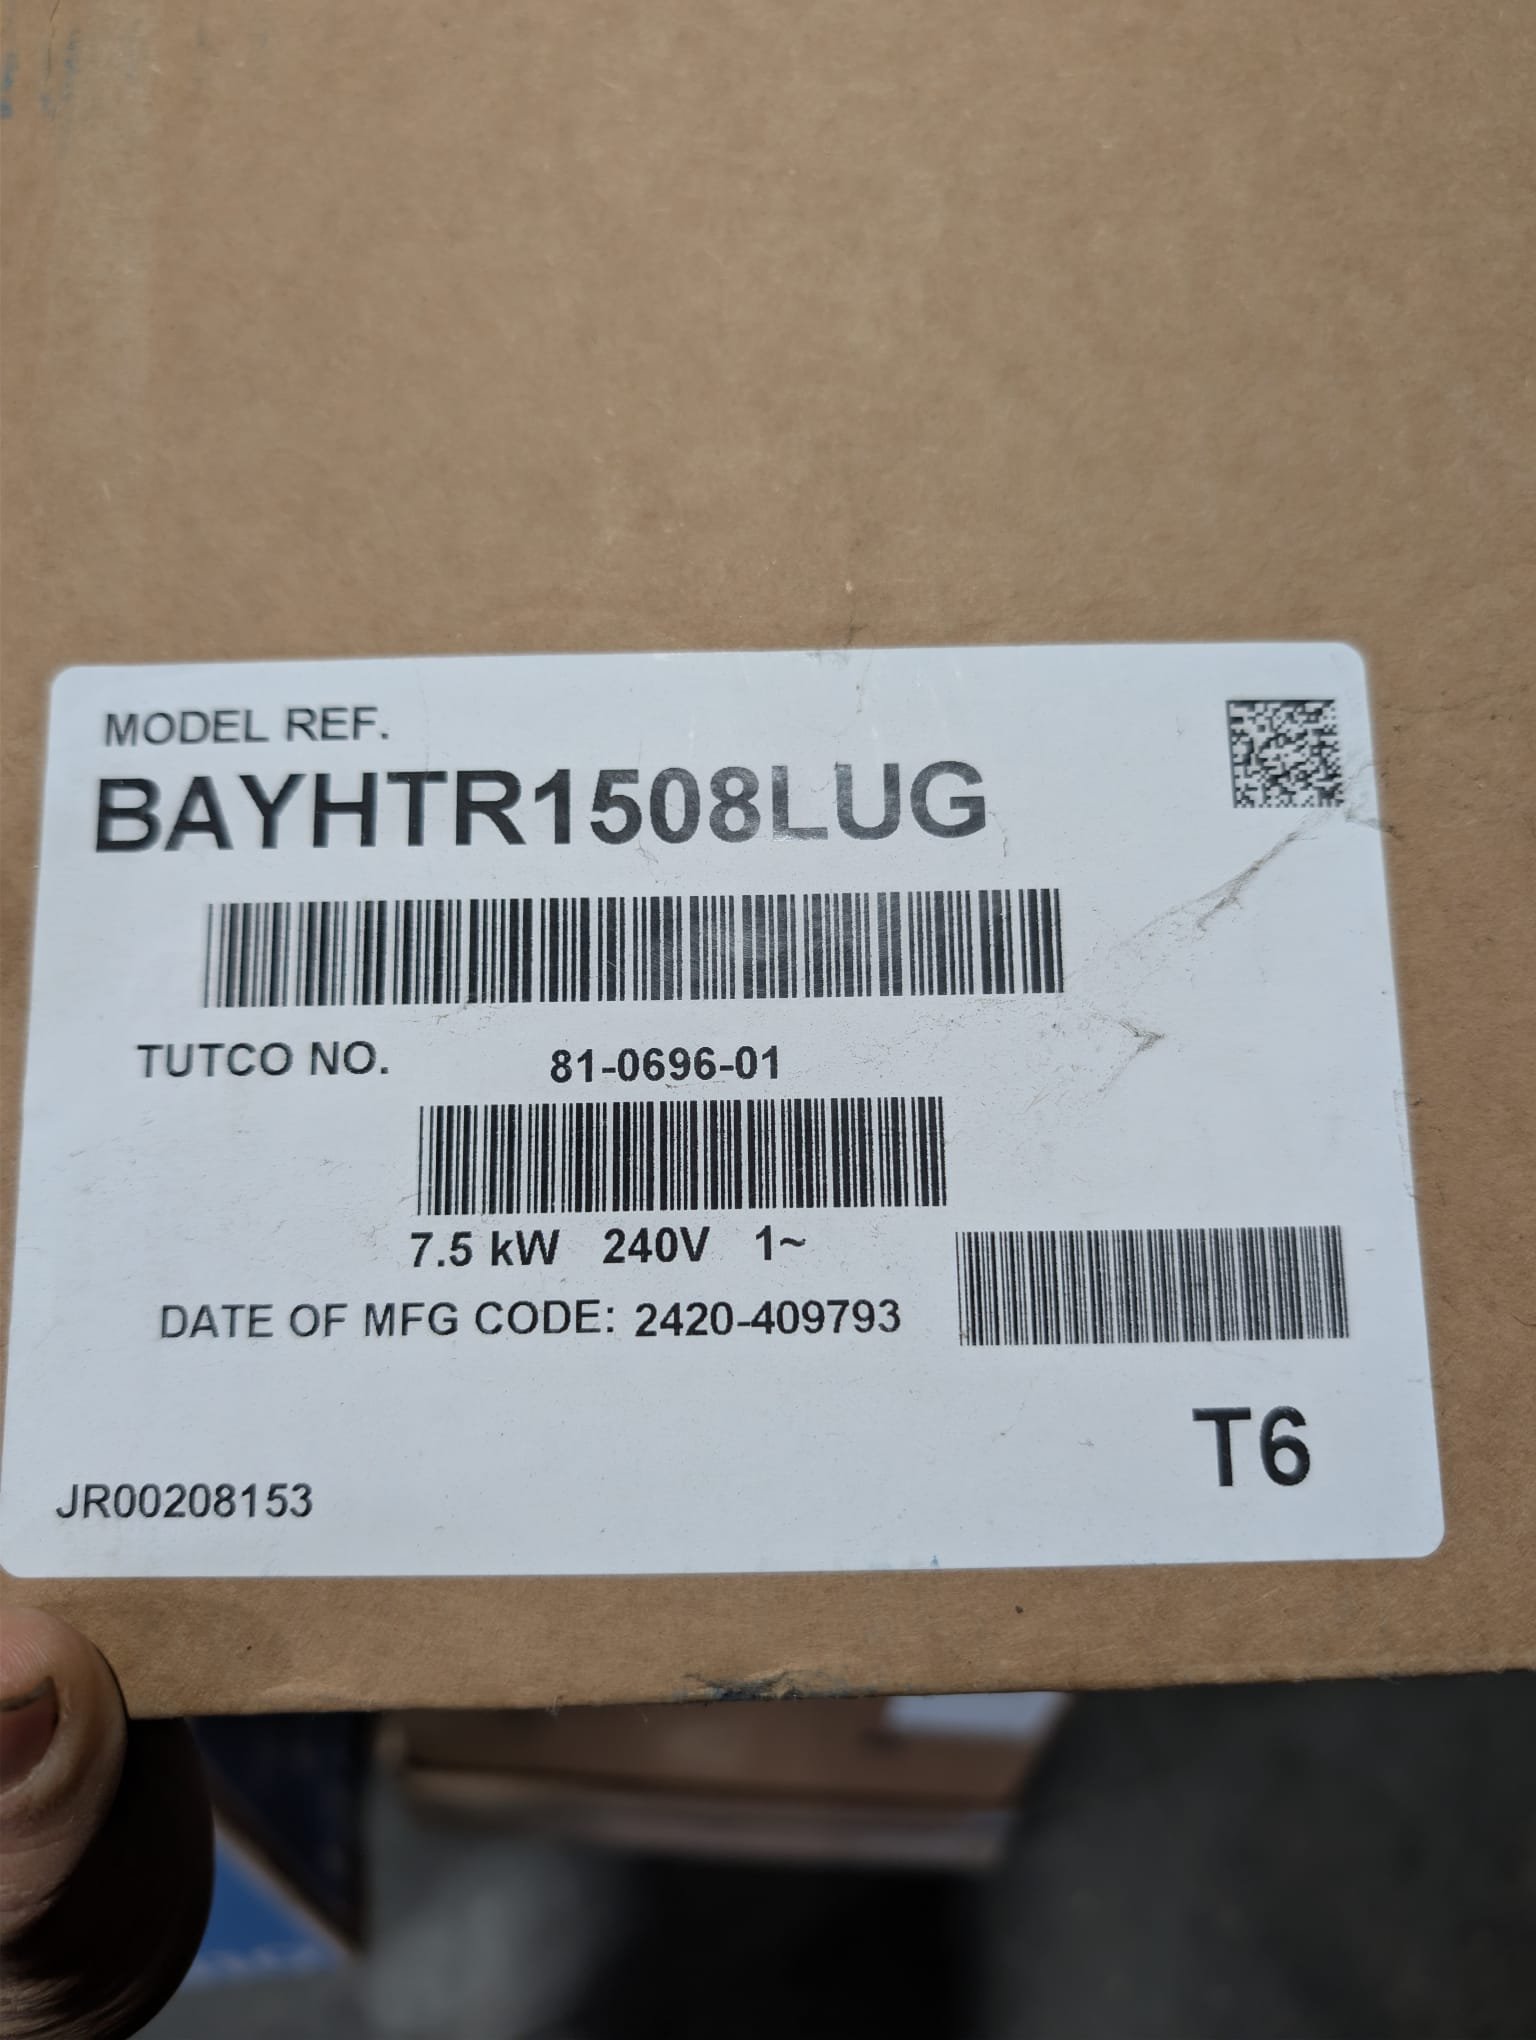 MODEL REF.
BAYHTR1508LUG
TUTCO NO. 81-0696-01
7.5 kW 240V 1~
DATE OF MFG CODE: 2420-409793
T6
JR00208153